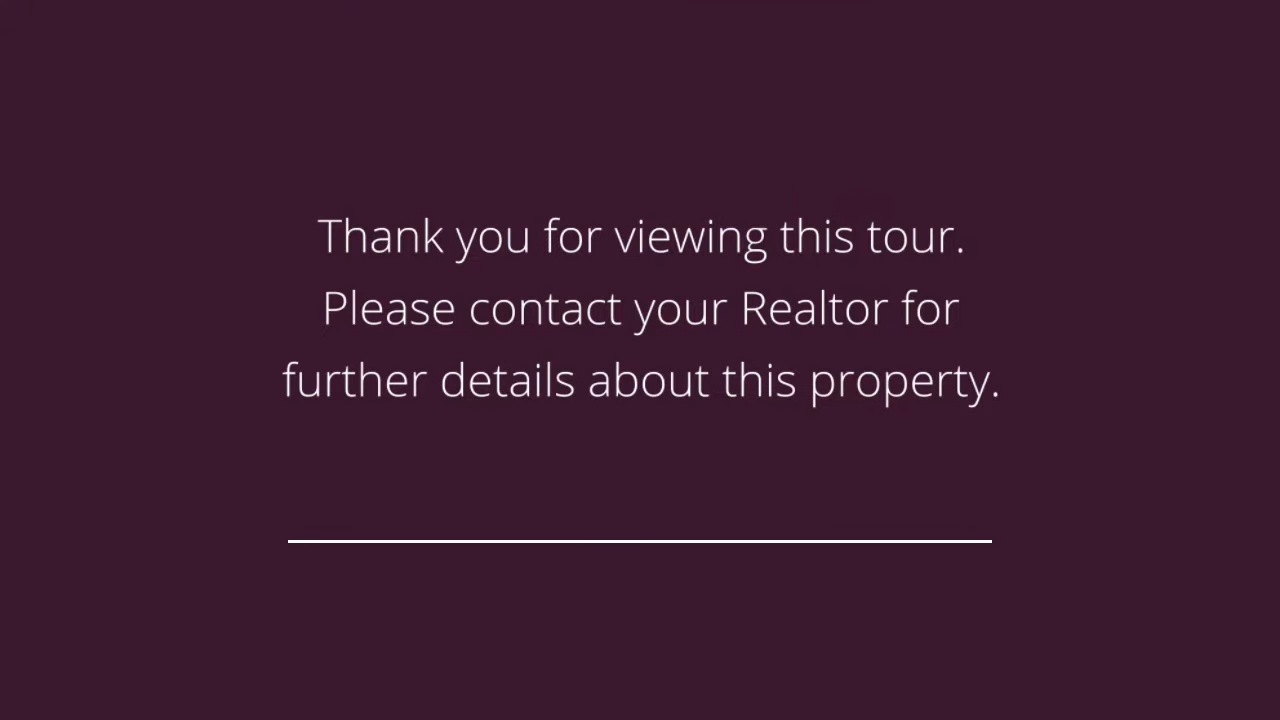 Thank you for viewing this tour.
Please contact your Realtor for
further details about this property.